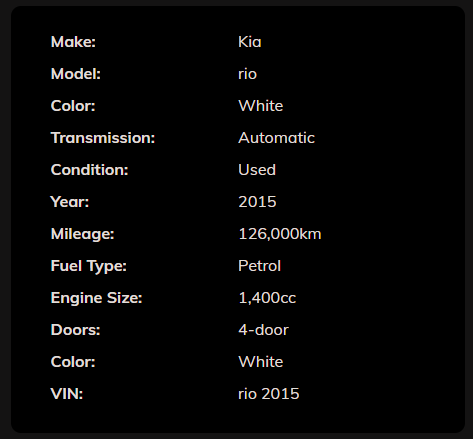 Make: Kia
Model: rio
Color: White
Transmission: Automatic
Condition: Used
Year: 2015
Mileage: 126,000km
Fuel Type: Petrol
Engine Size: 1,400cc
Doors: 4-door
Color: White
VIN: rio 2015